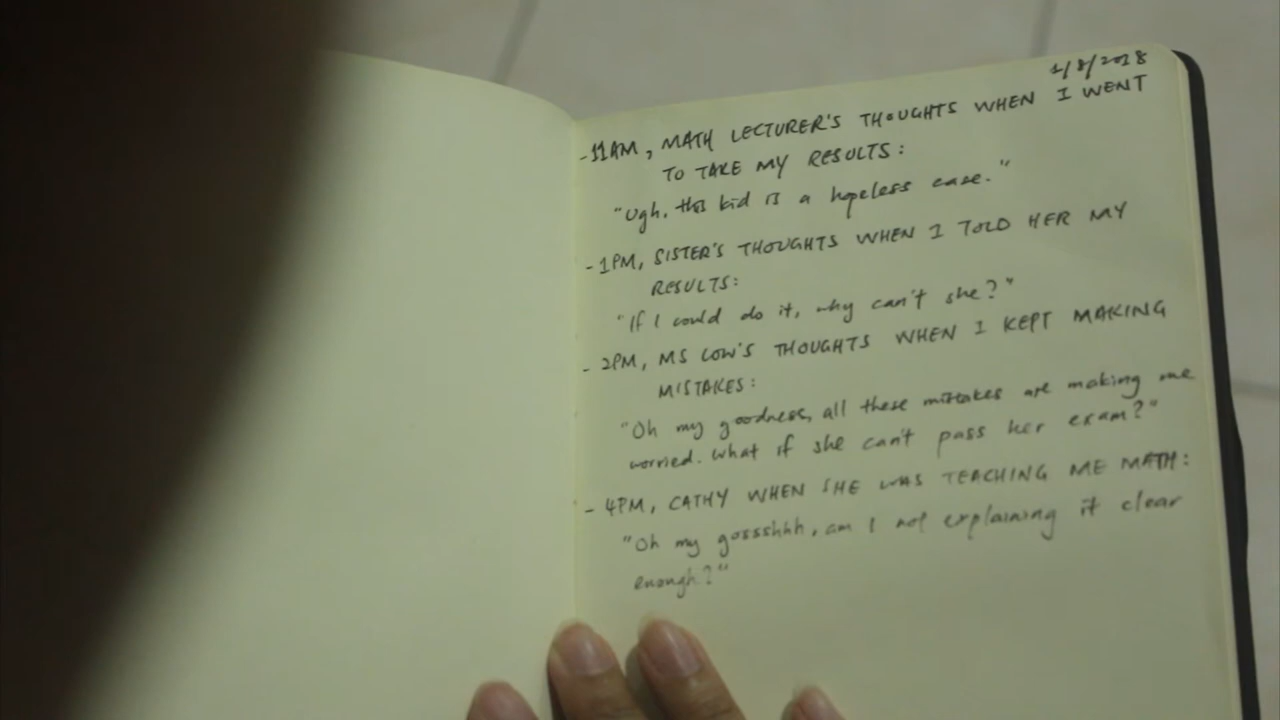 1/8/2018
-11AM, MATH LECTURER'S THOUGHTS WHEN I WENT
TO TAKE MY RESULTS:
"Ugh. this kid is a hopeless case."
-1PM, SISTER'S THOUGHTS WHEN I TOLD HER MY
RESULTS:
"If I could do it, why can't she?"
- 2PM, MS LOW'S THOUGHTS WHEN I KEPT MAKING
MISTAKES:
"Oh my goodness, all these mistakes are making me
worried. What if she can't pass her exam?"
- 4PM, CATHY WHEN SHE WAS TEACHING ME MATH:
"Oh my gossshhh, am I not explaining it clear
enough?"